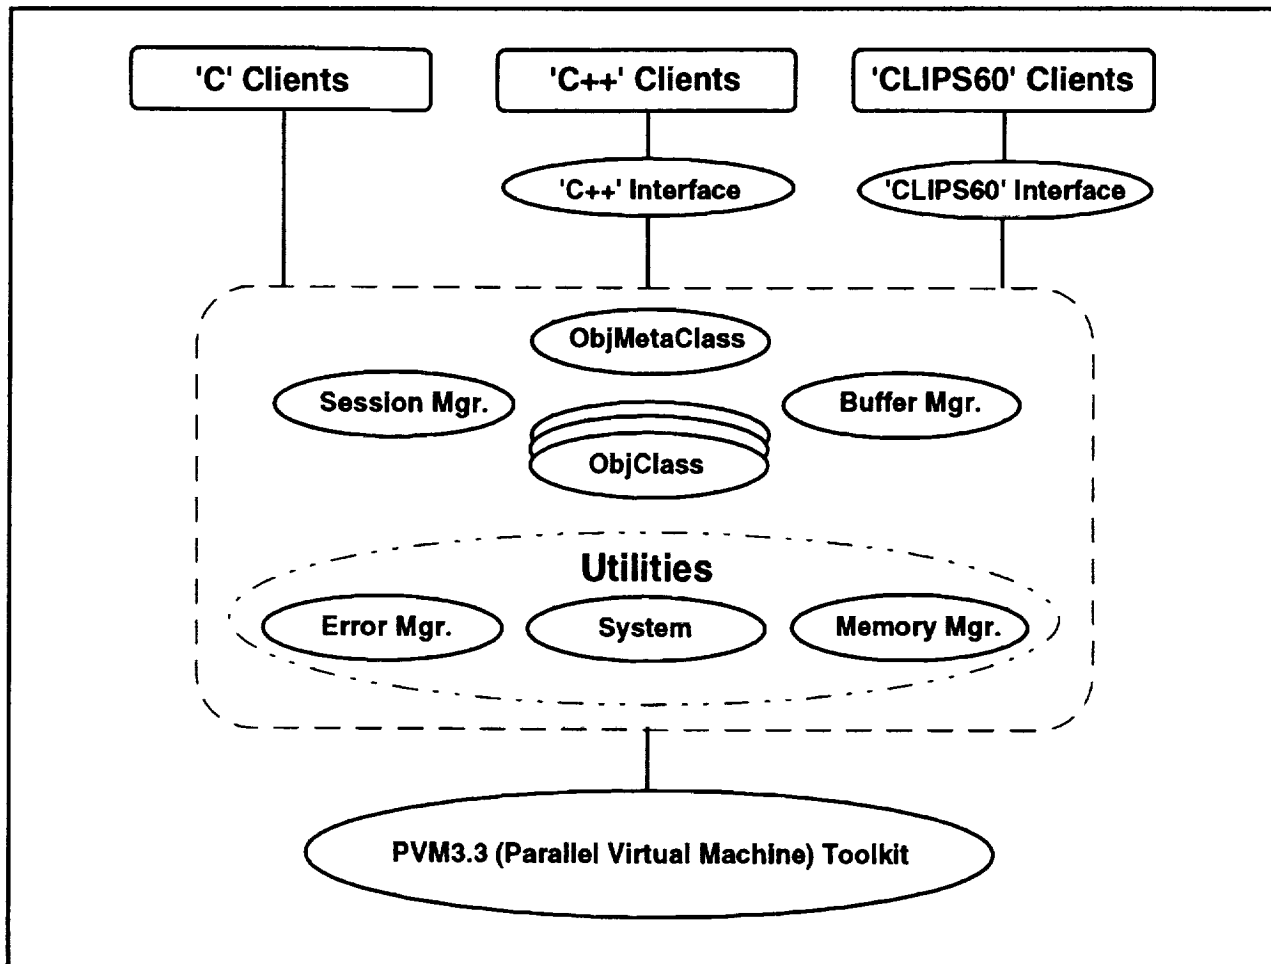 'C' Clients
'C++' Clients
'CLIPS60' Clients
'C++' Interface
'CLIPS60' Interface
ObjMetaClass
Session Mgr.
Buffer Mgr.
ObjClass
Utilities
Error Mgr.
System
Memory Mgr.
PVM3.3 (Parallel Virtual Machine) Toolkit